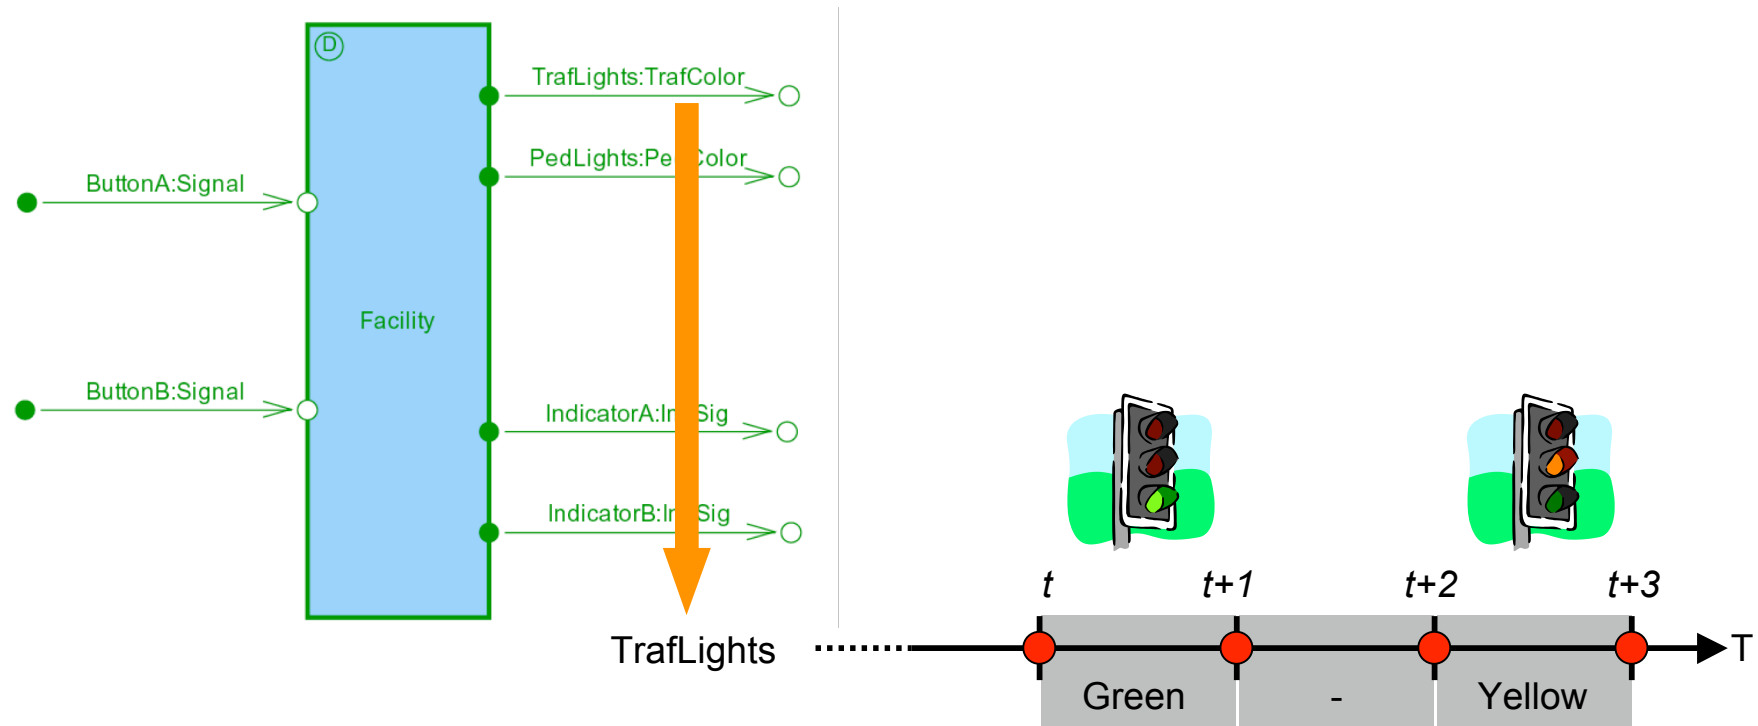 D
TrafLights:TrafColor
PedLights:Pe Color
ButtonA:Signal
Facility
ButtonB:Signal
IndicatorA:In Sig
IndicatorB:In Sig
TrafLights
t t+1 t+2 t+3
T
Green - Yellow